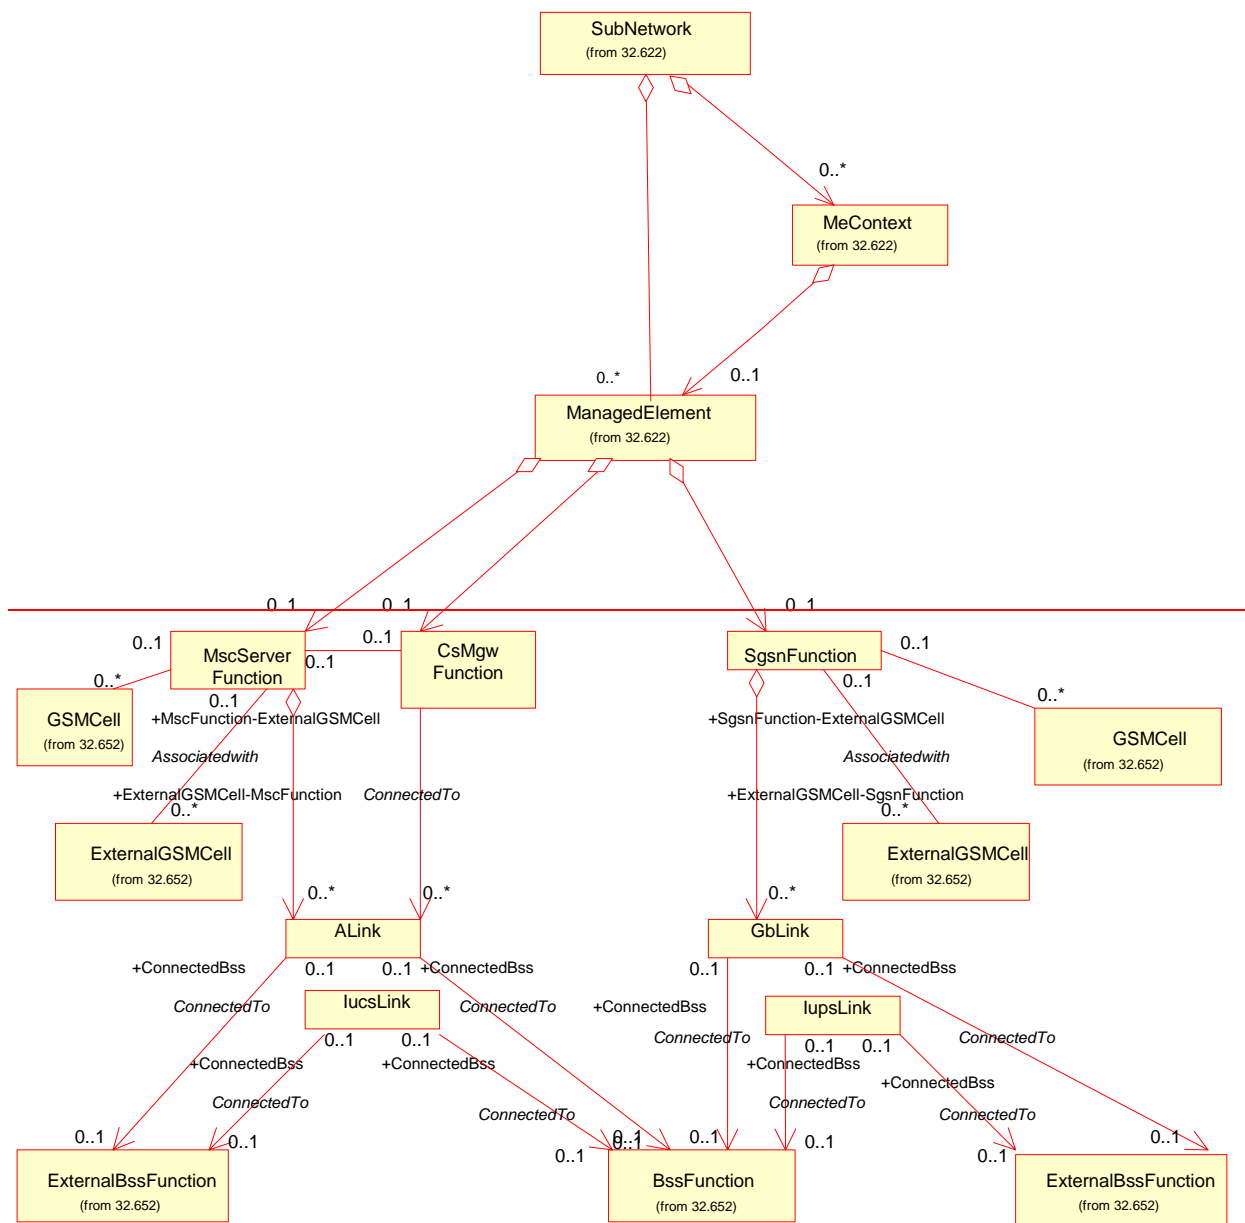 SubNetwork
(from 32.622)
0..*
MeContext
(from 32.622)
0..*
0..1
ManagedElement
(from 32.622)
0..1
0..1
0..1
0..1
0..1
0..1
0..1
MscServer
Function
CsMgw
Function
SgsnFunction
0..*
0..1
0..1
0..*
GSMCell
(from 32.652)
+MscFunction-ExternalGSMCell
+SgsnFunction-ExternalGSMCell
GSMCell
(from 32.652)
Associatedwith
Associatedwith
+ExternalGSMCell-MscFunction
ConnectedTo
+ExternalGSMCell-SgsnFunction
0..*
0..*
ExternalGSMCell
(from 32.652)
ExternalGSMCell
(from 32.652)
0..*
0..*
0..*
ALink
GbLink
+ConnectedBss
0..1
0..1
+ConnectedBss
0..1
0..1
+ConnectedBss
ConnectedTo
IucsLink
ConnectedTo
+ConnectedBss
IupsLink
0..1
0..1
ConnectedTo
0..1
0..1
ConnectedTo
+ConnectedBss
+ConnectedBss
+ConnectedBss
+ConnectedBss
ConnectedTo
ConnectedTo
ConnectedTo
ConnectedTo
0..1
0..1
0..1
0..1
0..1
0..1
0..1
0..1
0..1
ExternalBssFunction
(from 32.652)
BssFunction
(from 32.652)
ExternalBssFunction
(from 32.652)